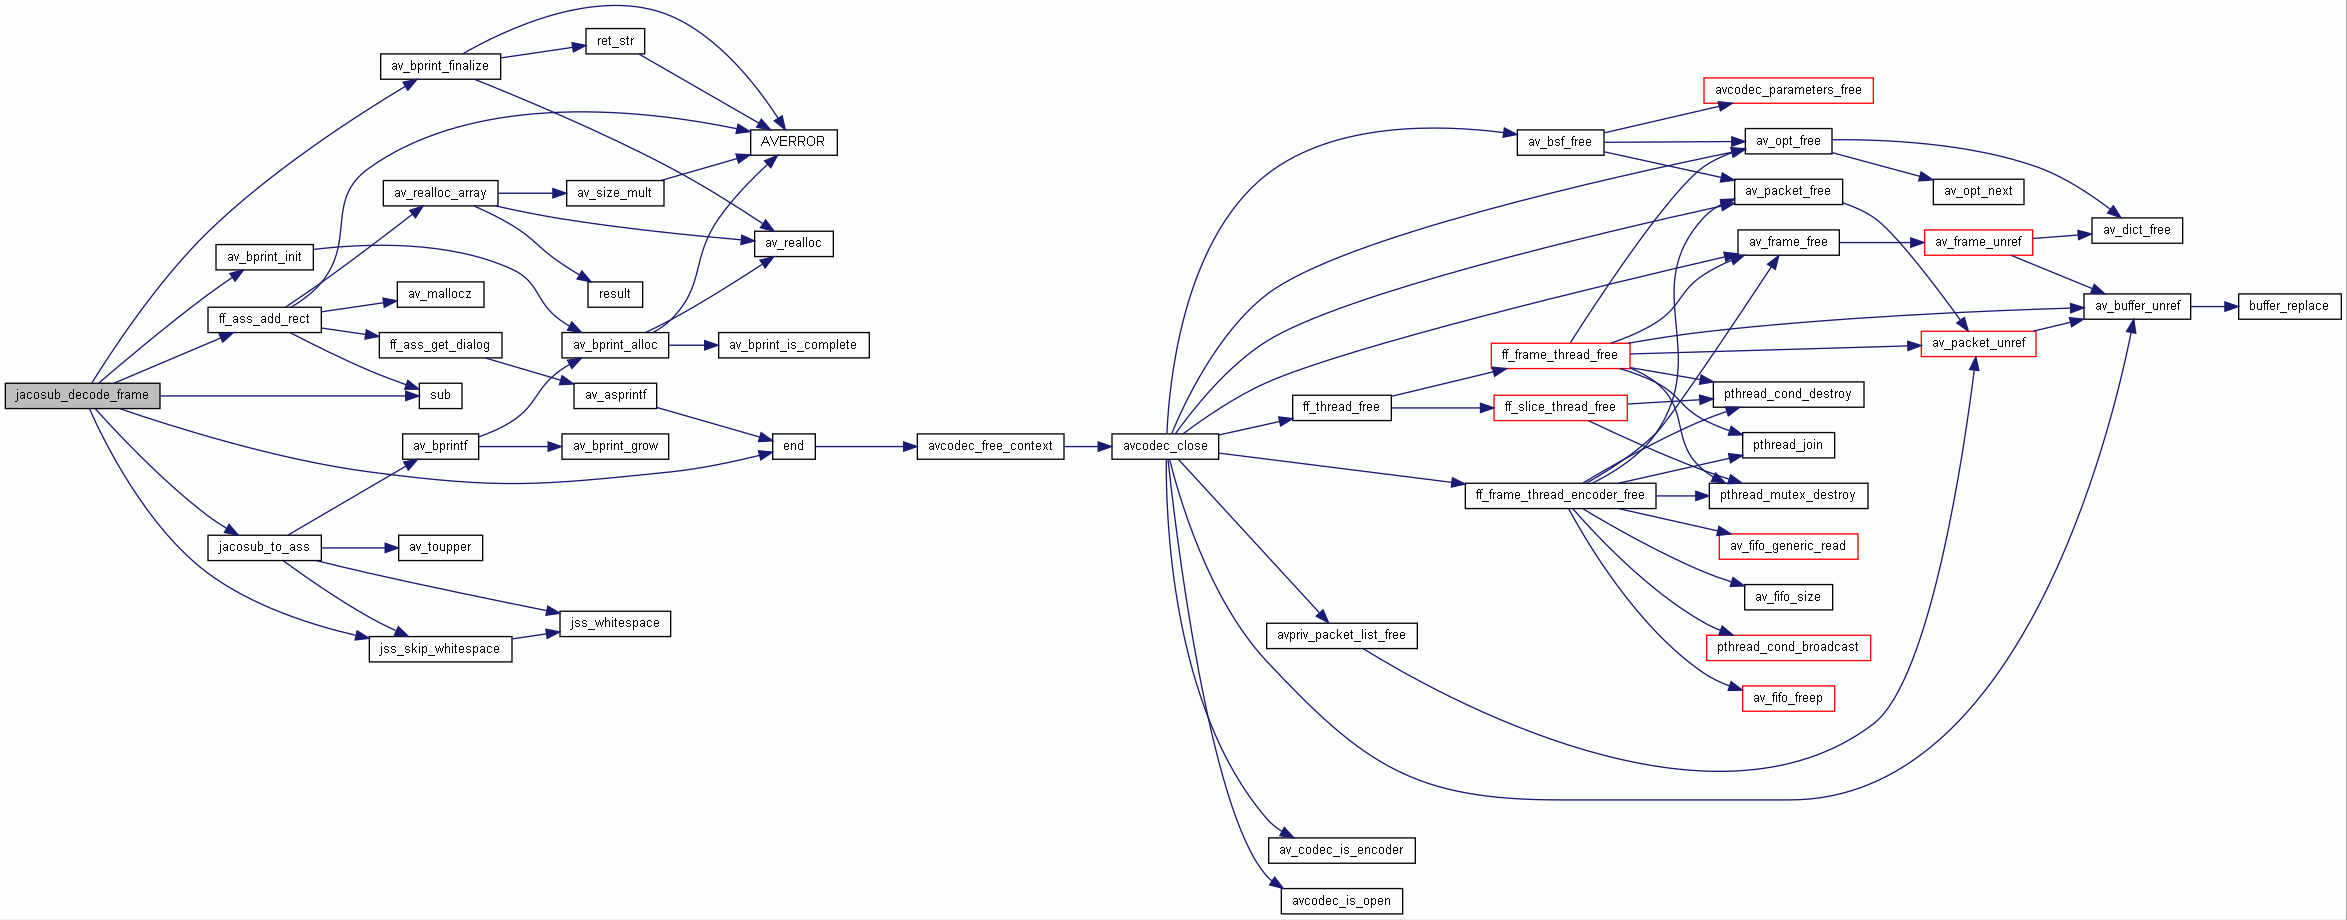 jacosub_decode_frame
av_bprint_finalize
av_bprint_init
ff_ass_add_rect
jacosub_to_ass
ret_str
av_realloc_array
av_mallocz
ff_ass_get_dialog
sub
av_bprintf
av_toupper
jss_skip_whitespace
av_size_mult
result
av_bprint_alloc
av_asprintf
av_bprint_grow
jss_whitespace
AVERROR
av_realloc
av_bprint_is_complete
end
avcodec_free_context
avcodec_close
av_bsf_free
ff_thread_free
ff_frame_thread_free
ff_slice_thread_free
ff_frame_thread_encoder_free
avpriv_packet_list_free
av_codec_is_encoder
avcodec_is_open
avcodec_parameters_free
av_opt_free
av_packet_free
av_frame_free
pthread_cond_destroy
pthread_join
pthread_mutex_destroy
av_fifo_generic_read
av_fifo_size
pthread_cond_broadcast
av_fifo_freep
av_opt_next
av_frame_unref
av_packet_unref
av_dict_free
av_buffer_unref
buffer_replace